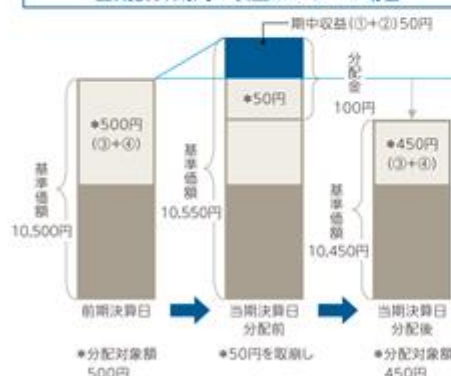 期中収益(①+②)50円
*50円
分配金
100円
*500円
(③+④)
*450円
(③+④)
基準価額
10,500円
基準価額
10,550円
基準価額
10,450円
前期決算日
当期決算日
分配前
当期決算日
分配後
*分配対象額
500円
*50円を取崩し
*分配対象額
450円